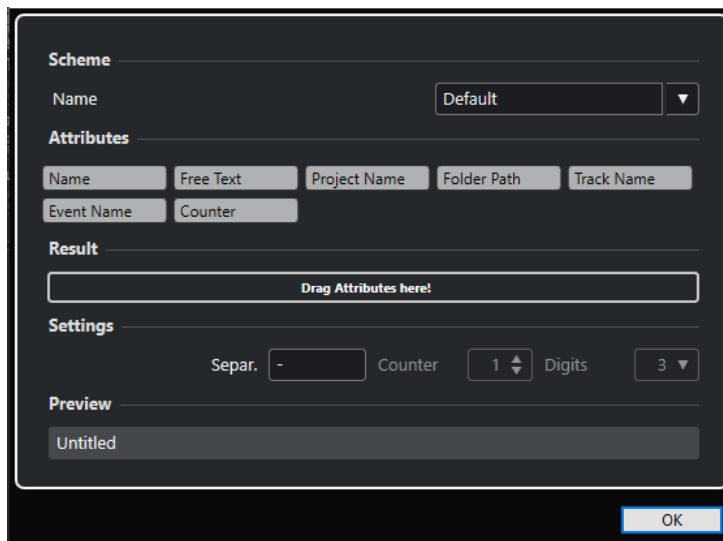 Scheme
Name Default
Attributes
Name Free Text Project Name Folder Path Track Name
Event Name Counter
Result
Drag Attributes here!
Settings
Separ. - Counter 1 Digits 3
Preview
Untitled
OK